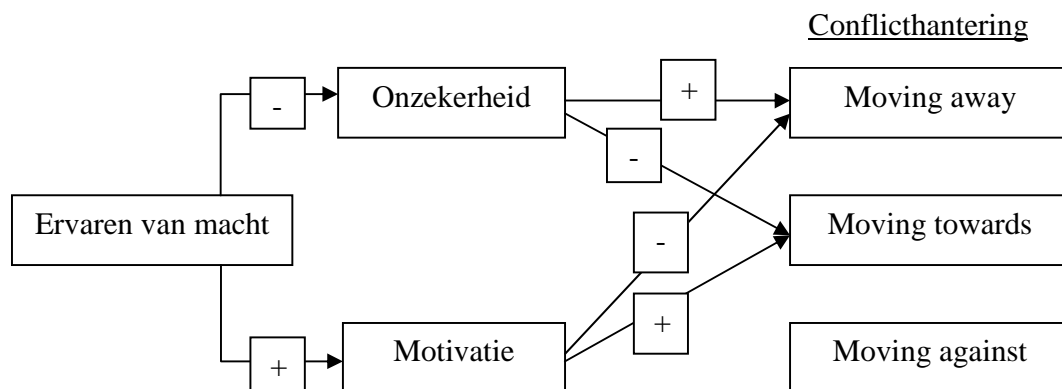 Conflicthantering
- Onzekerheid + Moving away
-
Ervaren van macht - Moving towards
+ Motivatie + Moving against